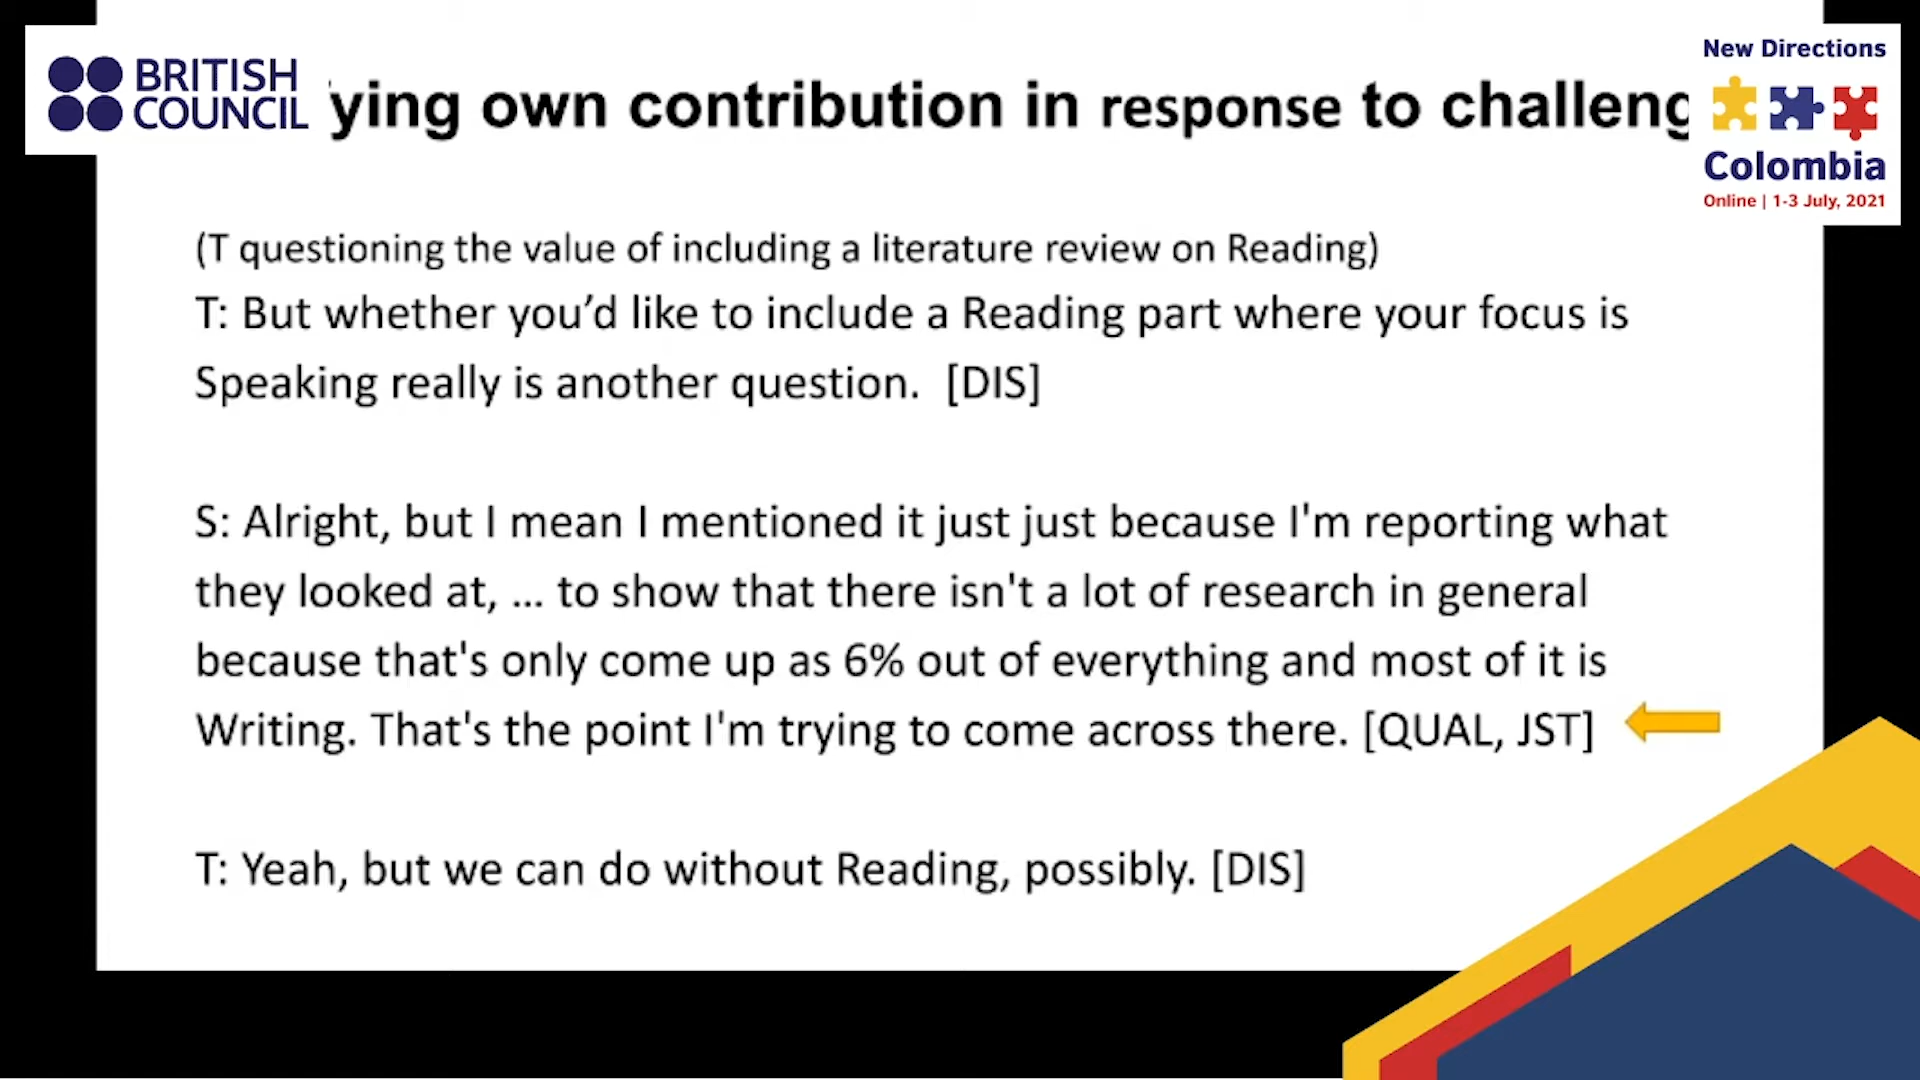 BRITISH
COUNCIL
ying own contribution in response to challeng
New Directions
Colombia
Online | 1-3 July, 2021
(T questioning the value of including a literature review on Reading)
T: But whether you’d like to include a Reading part where your focus is
Speaking really is another question. [DIS]
S: Alright, but I mean I mentioned it just just because I'm reporting what
they looked at, ... to show that there isn't a lot of research in general
because that's only come up as 6% out of everything and most of it is
Writing. That's the point I'm trying to come across there. [QUAL, JST]
T: Yeah, but we can do without Reading, possibly. [DIS]